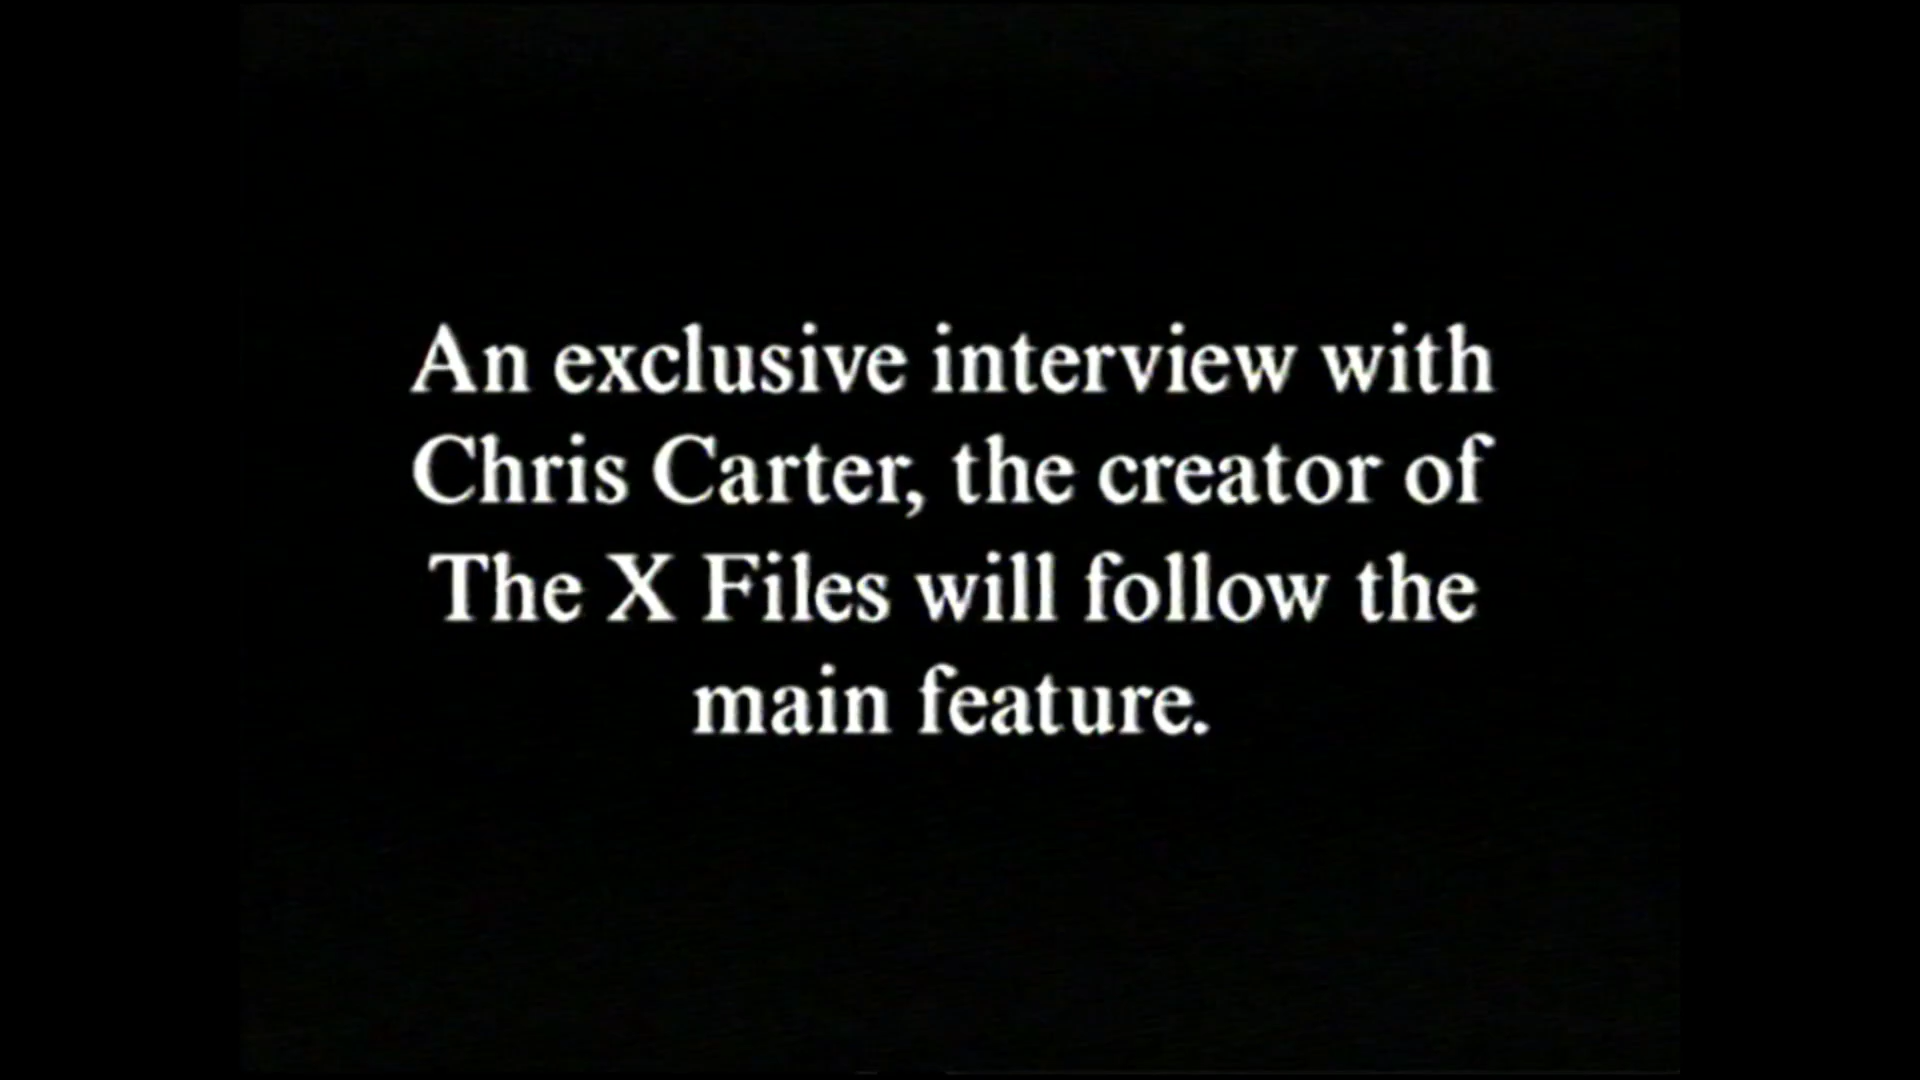 An exclusive interview with
Chris Carter, the creator of
The X Files will follow the
main feature.